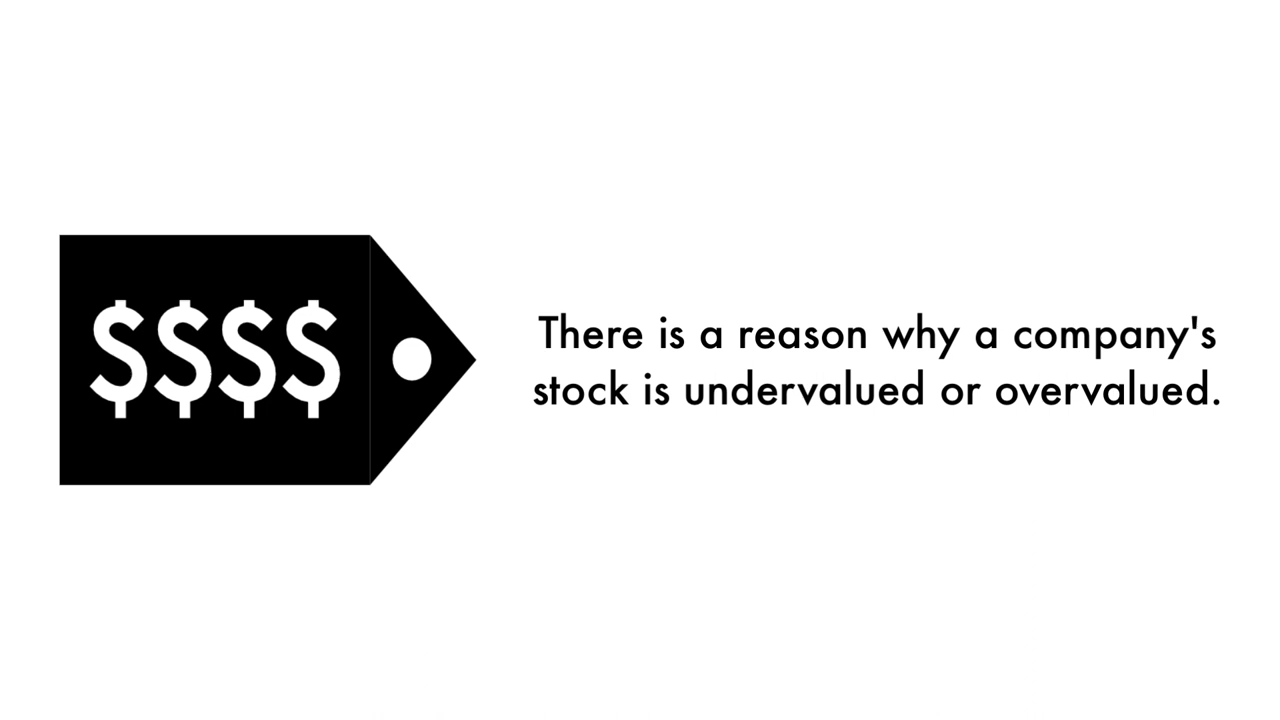 $$$$
There is a reason why a company's
stock is undervalued or overvalued.